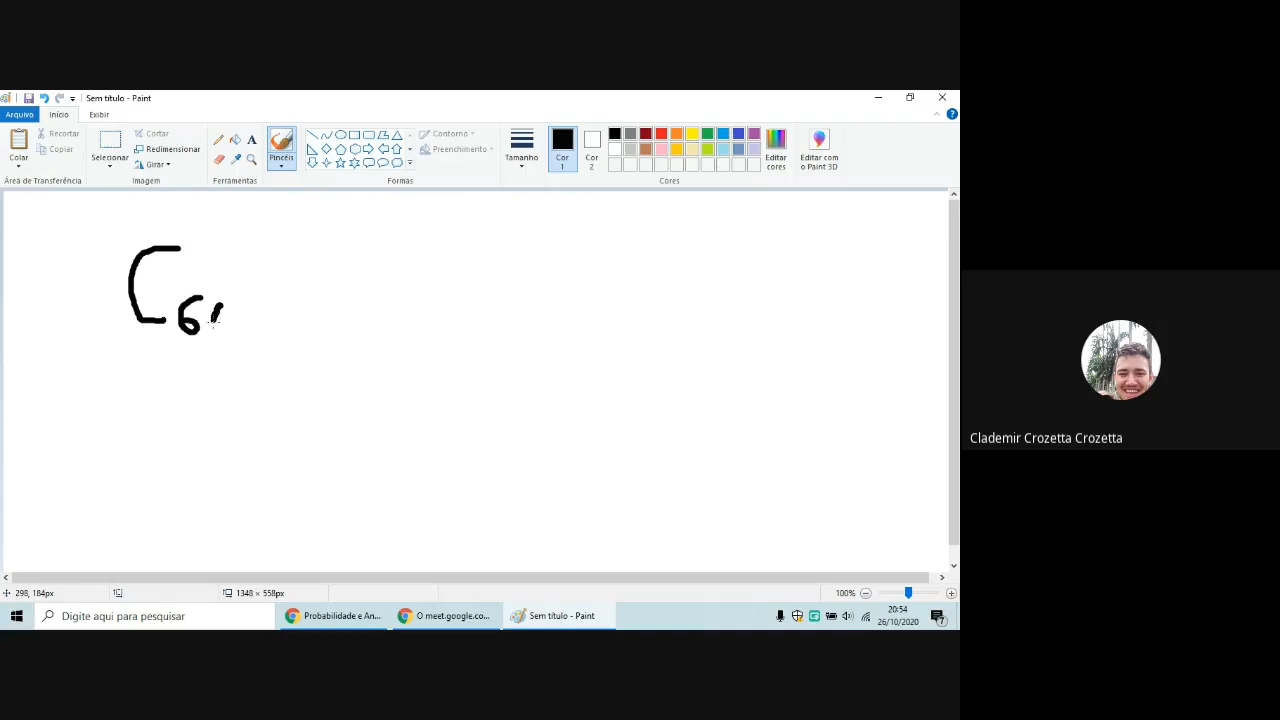 Sem título - Paint
Arquivo Início Exibir
Colar
Recortar
Copiar
Área de Transferência
Selecionar
Cortar
Redimensionar
Girar
Imagem
Ferramentas
Pincéis
Contorno
Preenchimento
Formas
Tamanho
Cor 1
Cor 2
Editar cores
Cores
Editar com o Paint 3D
C6
Clademir Crozetta Crozetta
298, 184px
1348 × 558px
100%
Digite aqui para pesquisar
Probabilidade e An...
O meet.google.co...
Sem título - Paint
20:54
26/10/2020
7